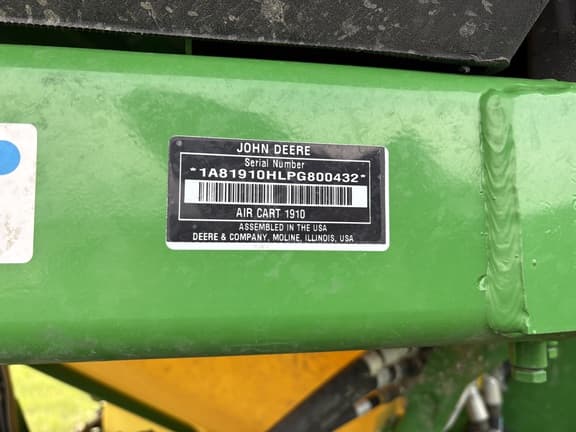 JOHN DEERE
Serial Number
*1A81910HLPG800432*
AIR CART 1910
ASSEMBLED IN THE USA
DEERE & COMPANY, MOLINE, ILLINOIS, USA